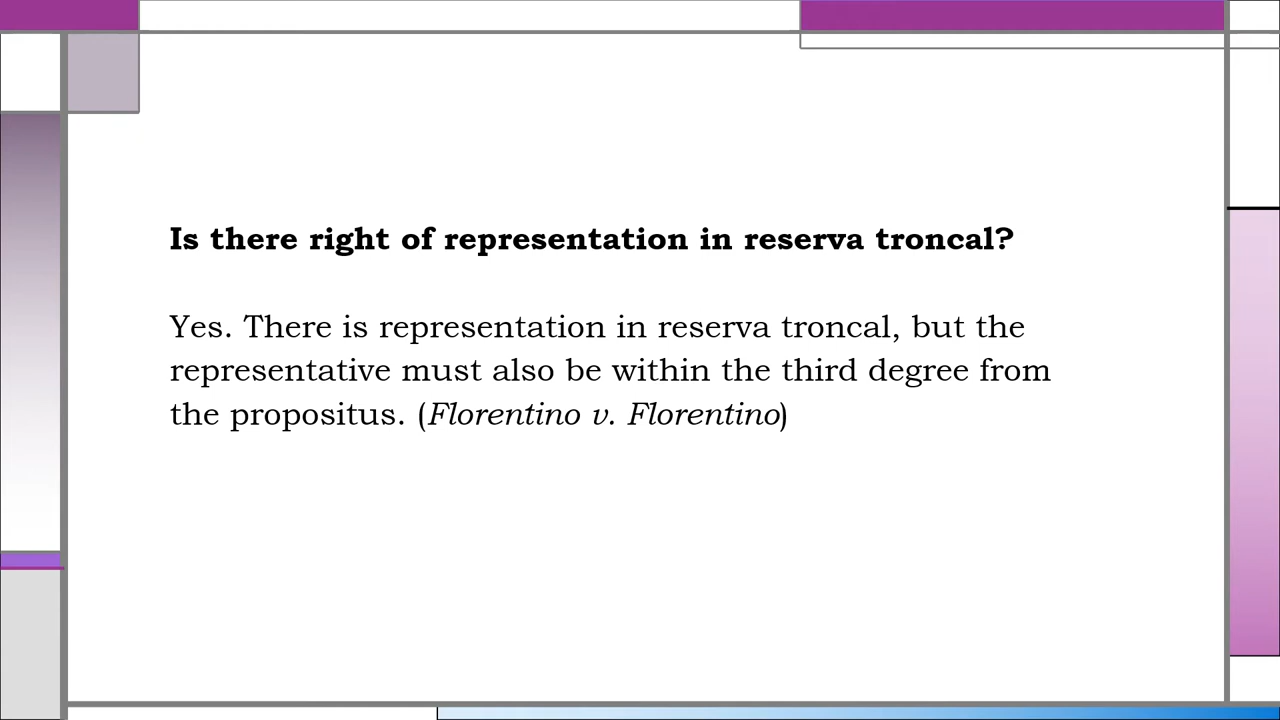 Is there right of representation in reserva troncal?
Yes. There is representation in reserva troncal, but the
representative must also be within the third degree from
the propositus. (Florentino v. Florentino)